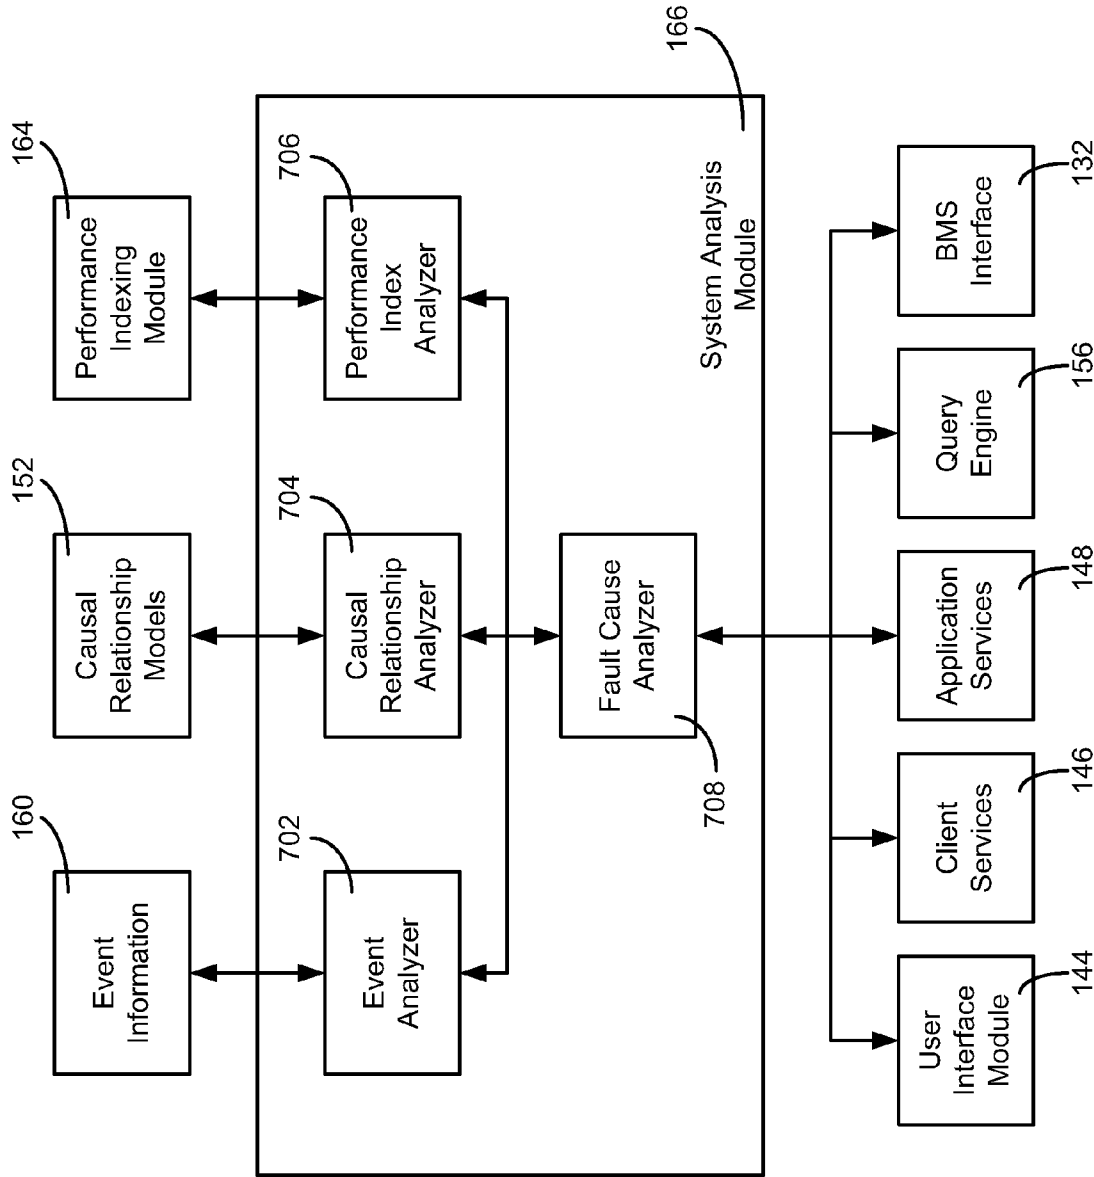 160
Event
Information
152
Causal
Relationship
Models
164
Performance
Indexing
Module
702
Event
Analyzer
704
Causal
Relationship
Analyzer
706
Performance
Index
Analyzer
708
Fault Cause
Analyzer
System Analysis
Module
166
User
Interface
Module
144
Client
Services
146
Application
Services
148
Query
Engine
156
BMS
Interface
132